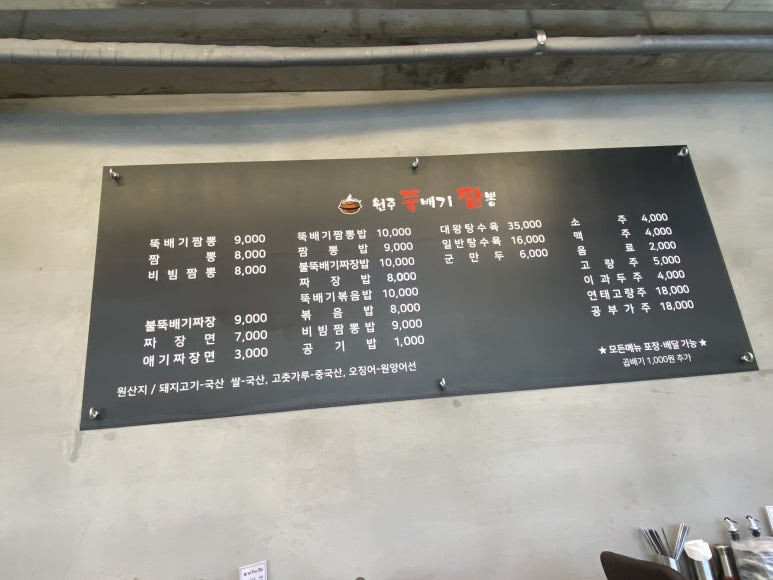 원주 뚝배기 짬뽕
뚝배기짬뽕 9,000
짬뽕 8,000
비빔짬뽕 8,000
불뚝배기짜장 9,000
짜장면 7,000
애기짜장면 3,000
뚝배기짬뽕밥 10,000
짬뽕밥 9,000
불뚝배기짜장밥 10,000
짜장밥 8,000
뚝배기볶음밥 10,000
볶음밥 8,000
비빔짬뽕밥 9,000
공기밥 1,000
대왕탕수육 35,000
일반탕수육 16,000
군만두 6,000
소주 4,000
맥주 4,000
음료 2,000
고량주 5,000
이과두주 4,000
연태고량주 18,000
공부가주 18,000
★ 모든메뉴 포장·배달 가능 ★
곱배기 1,000원 추가
원산지 / 돼지고기-국산 쌀-국산, 고춧가루-중국산, 오징어-원양어선